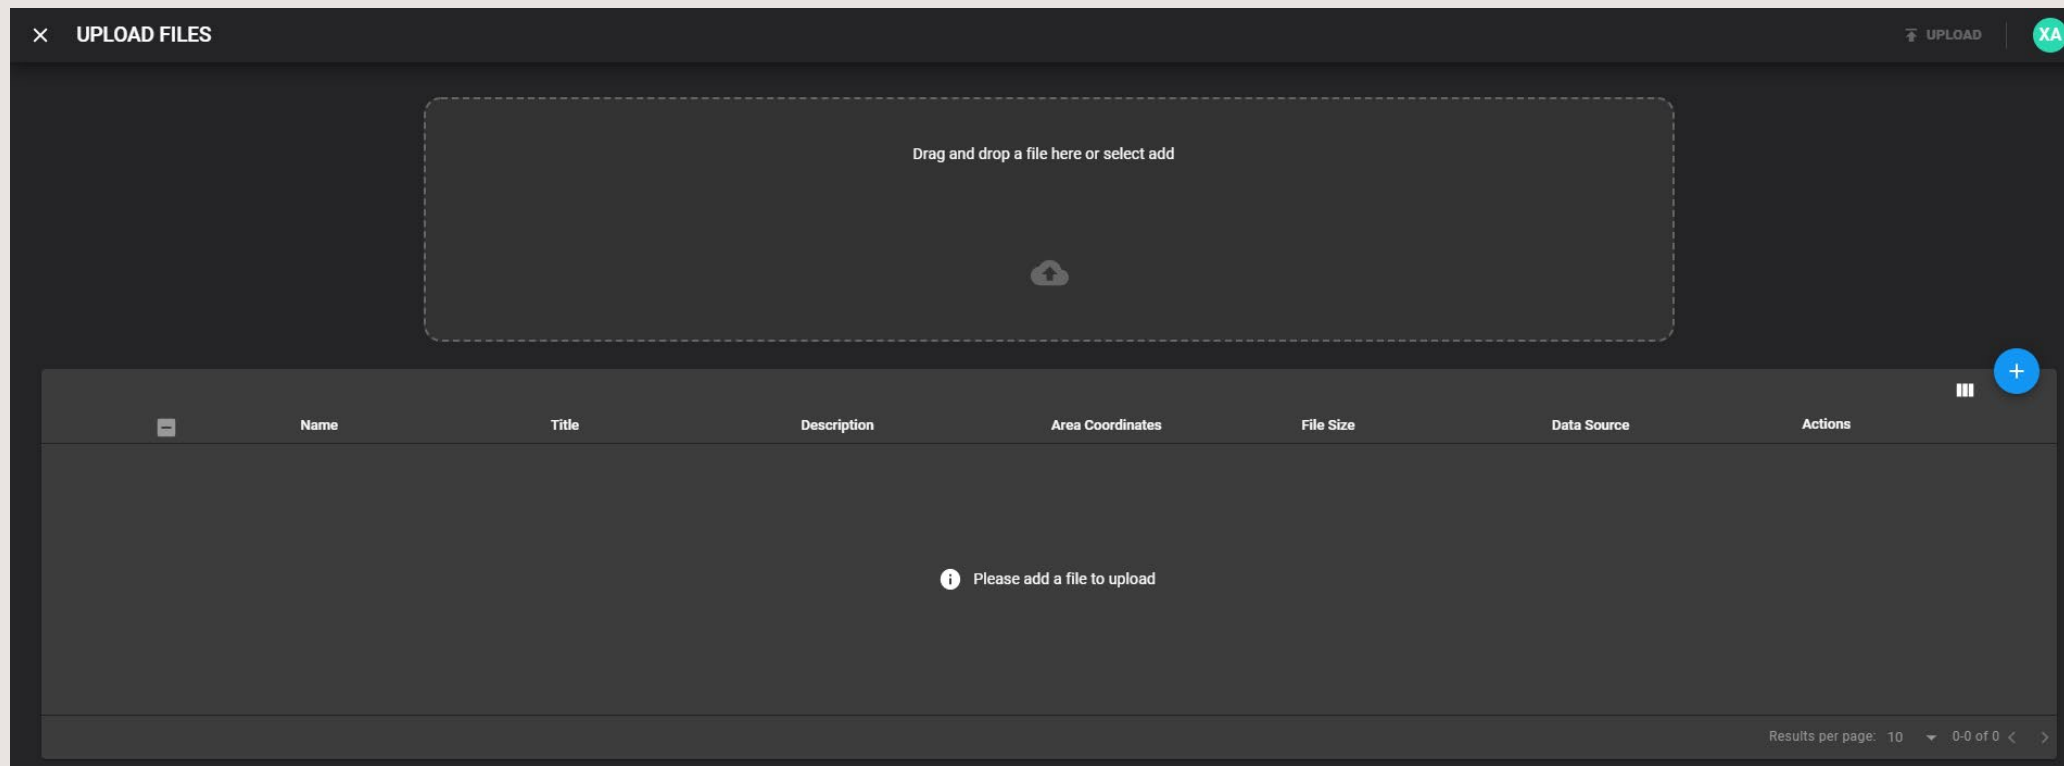 UPLOAD FILES
UPLOAD
XA
Drag and drop a file here or select add
Name Title Description Area Coordinates File Size Data Source Actions
Please add a file to upload
Results per page: 10 0-0 of 0